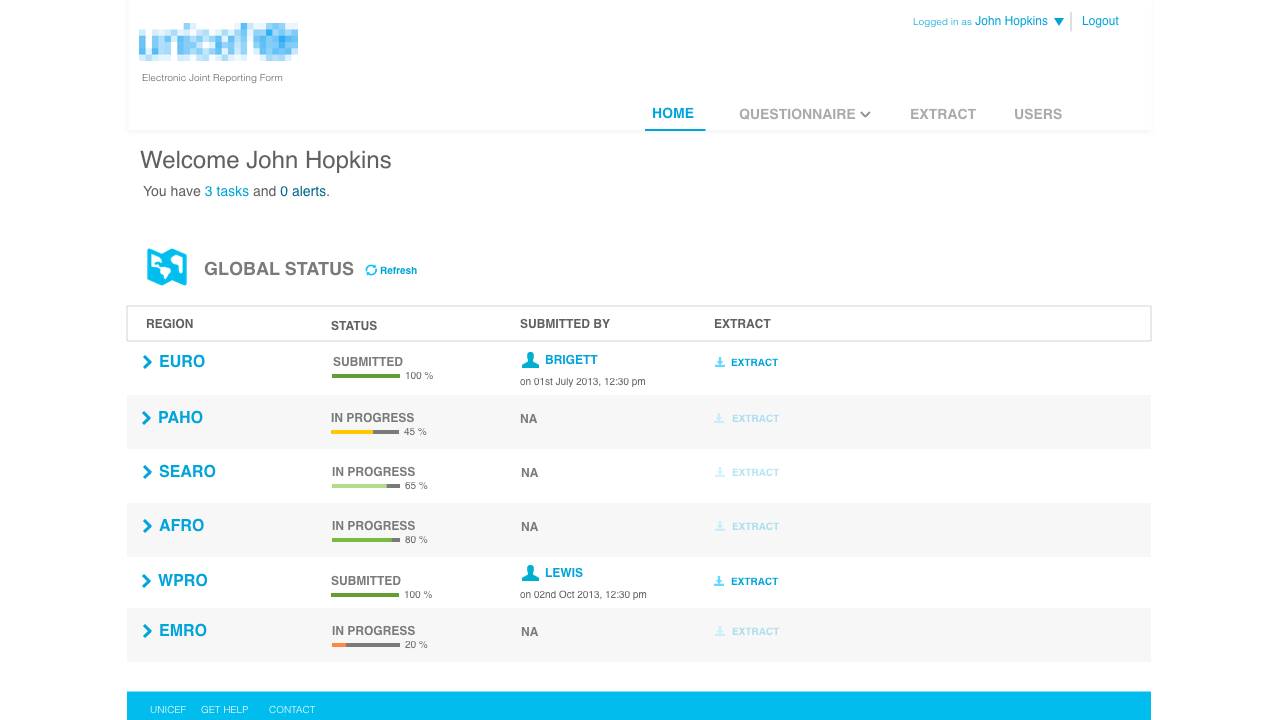 Logged in as John Hopkins Logout
Electronic Joint Reporting Form
HOME QUESTIONNAIRE EXTRACT USERS
Welcome John Hopkins
You have 3 tasks and 0 alerts.
GLOBAL STATUS Refresh
REGION STATUS SUBMITTED BY EXTRACT
EURO SUBMITTED BRIGETT EXTRACT
100 % on 01st July 2013, 12:30 pm
PAHO IN PROGRESS NA EXTRACT
45 %
SEARO IN PROGRESS NA EXTRACT
65 %
AFRO IN PROGRESS NA EXTRACT
80 %
WPRO SUBMITTED LEWIS EXTRACT
100 % on 02nd Oct 2013, 12:30 pm
EMRO IN PROGRESS NA EXTRACT
20 %
UNICEF GET HELP CONTACT